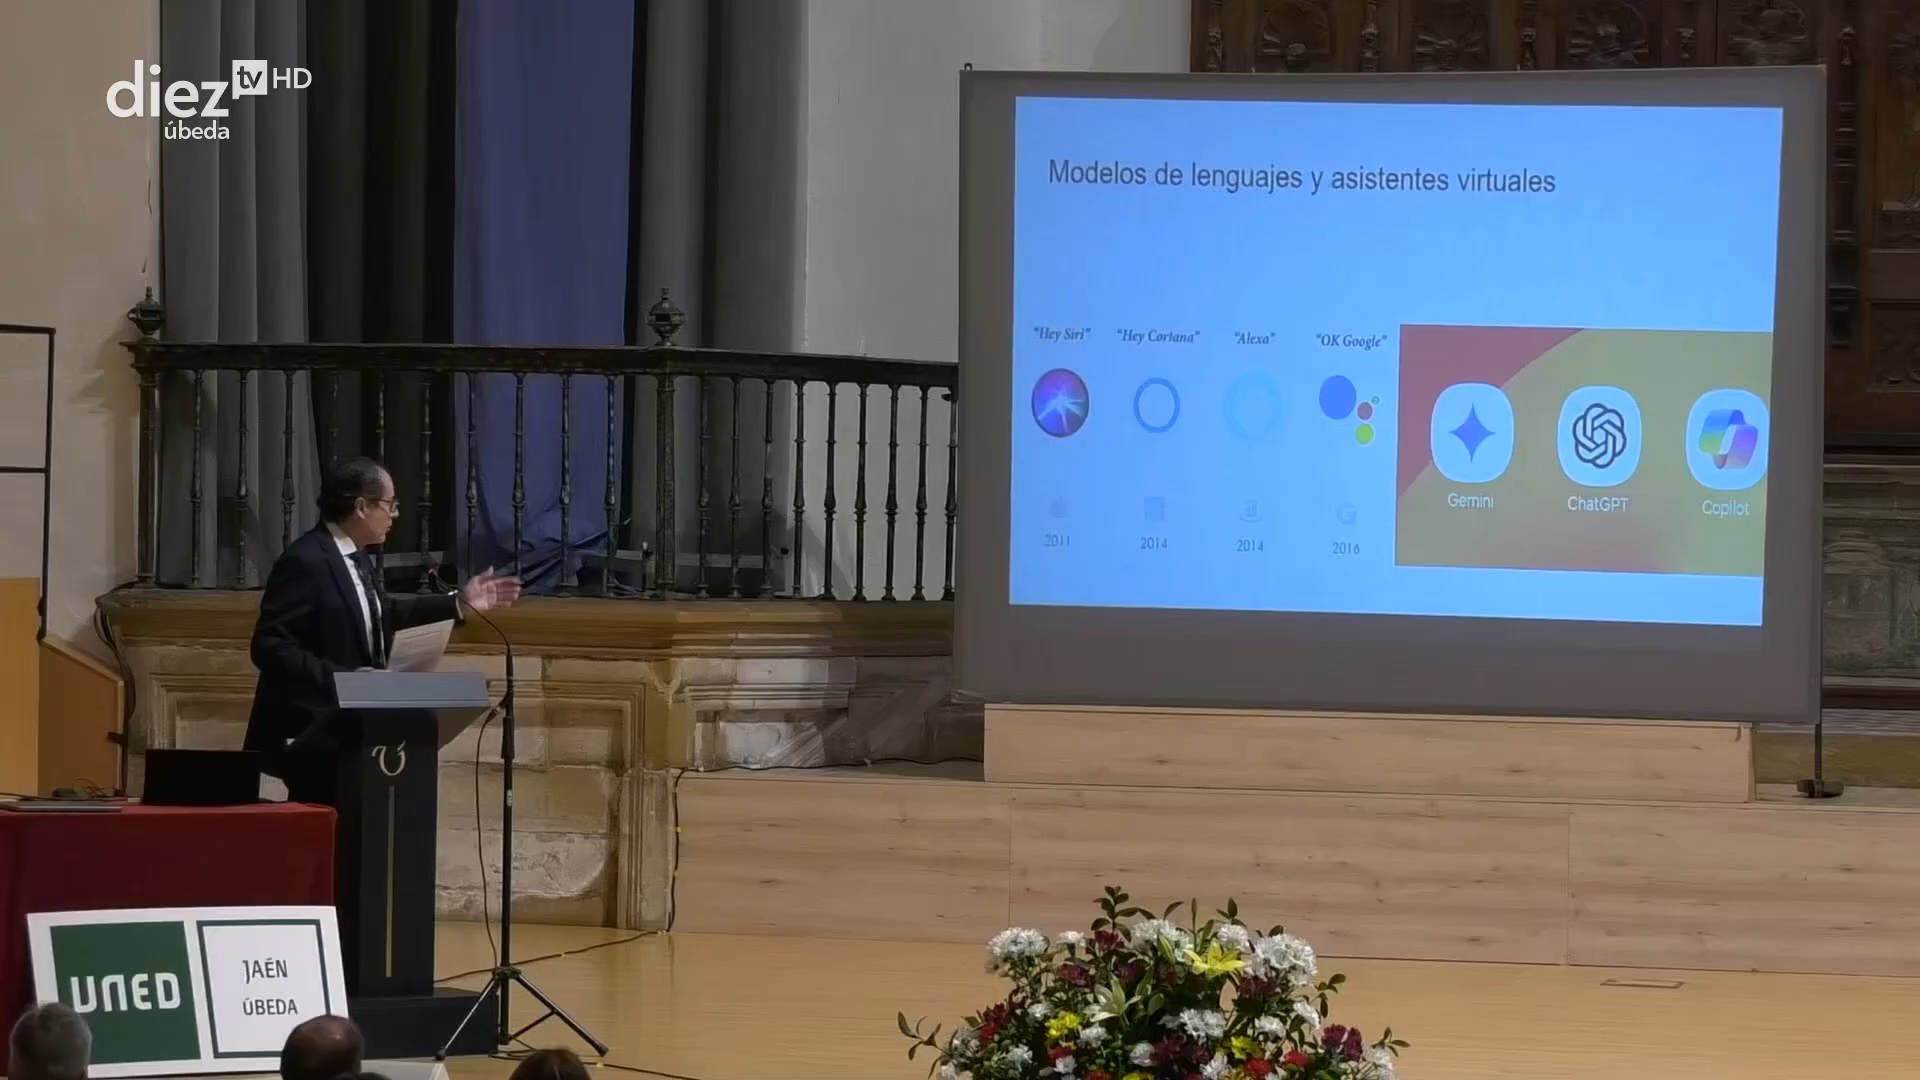 diez tv HD
úbeda
Modelos de lenguajes y asistentes virtuales
"Hey Siri" "Hey Cortana" "Alexa" "OK Google"
Gemini ChatGPT Copilot
2011 2014 2014 2016
Ú
UNED JAÉN
ÚBEDA